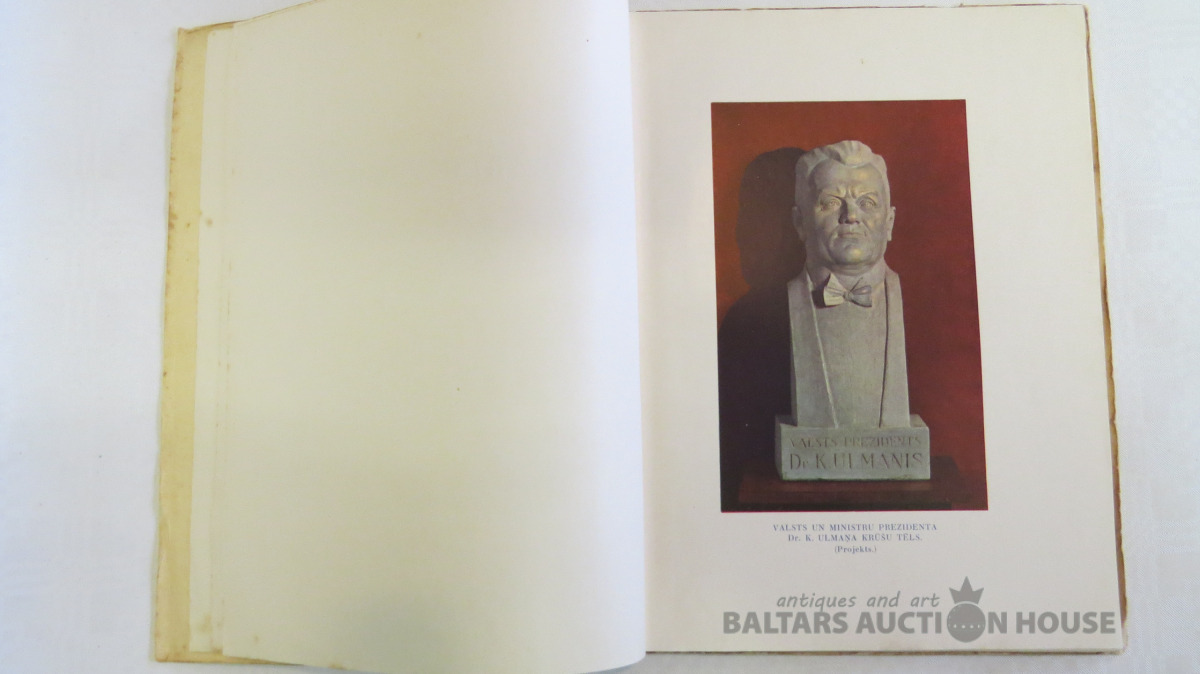 VALSTS PREZIDENTS
Dr K. ULMANIS
VALSTS UN MINISTRU PREZIDENTA
Dr. K. ULMAŅA KRŪŠU TĒLS.
(Projekts.)
antiques and art
BALTARS AUCTION HOUSE